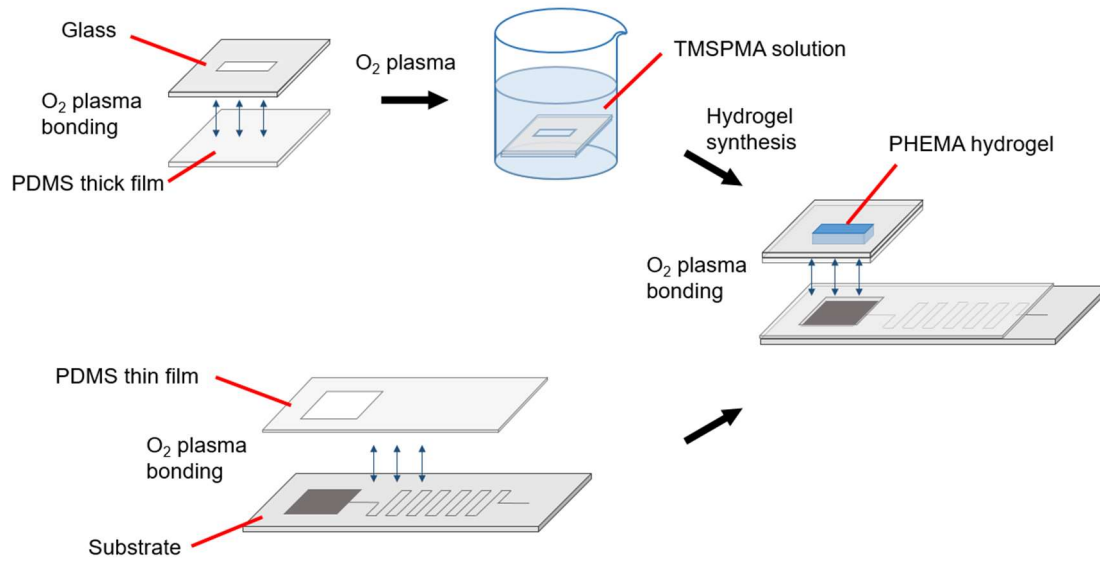 Glass
O₂ plasma
bonding
PDMS thick film
O₂ plasma
TMSPMA solution
Hydrogel
synthesis
PHEMA hydrogel
O₂ plasma
bonding
PDMS thin film
O₂ plasma
bonding
Substrate